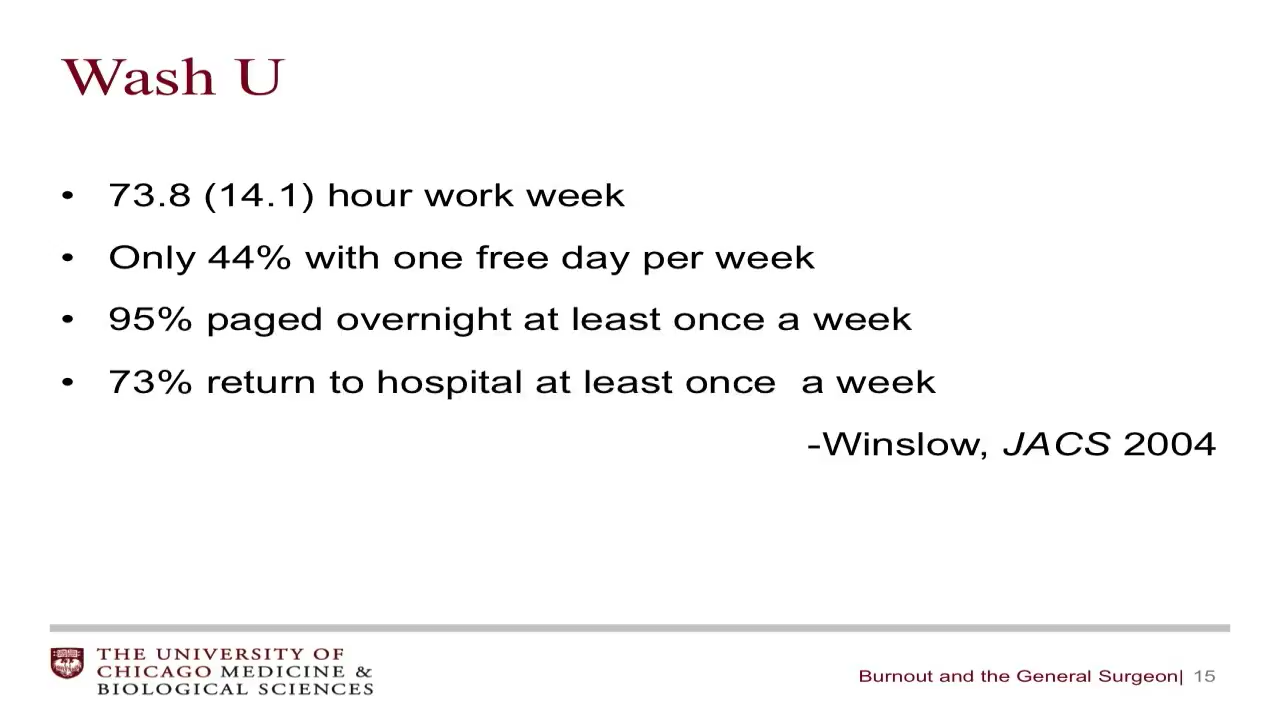 Wash U
• 73.8 (14.1) hour work week
• Only 44% with one free day per week
• 95% paged overnight at least once a week
• 73% return to hospital at least once  a week
-Winslow, JACS 2004
THE UNIVERSITY OF
CHICAGO MEDICINE &
BIOLOGICAL SCIENCES
Burnout and the General Surgeon| 15